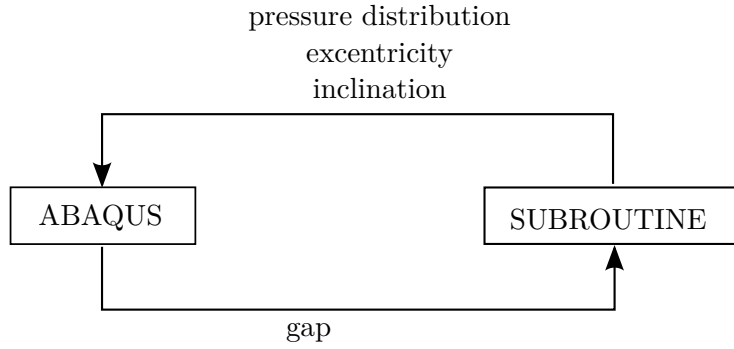 pressure distribution
excentricity
inclination
ABAQUS
SUBROUTINE
gap